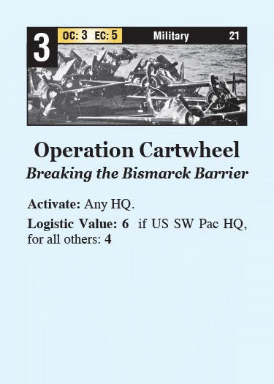 3
OC: 3 EC: 5 Military 21
Operation Cartwheel
Breaking the Bismarck Barrier
Activate: Any HQ.
Logistic Value: 6 if US SW Pac HQ,
for all others: 4